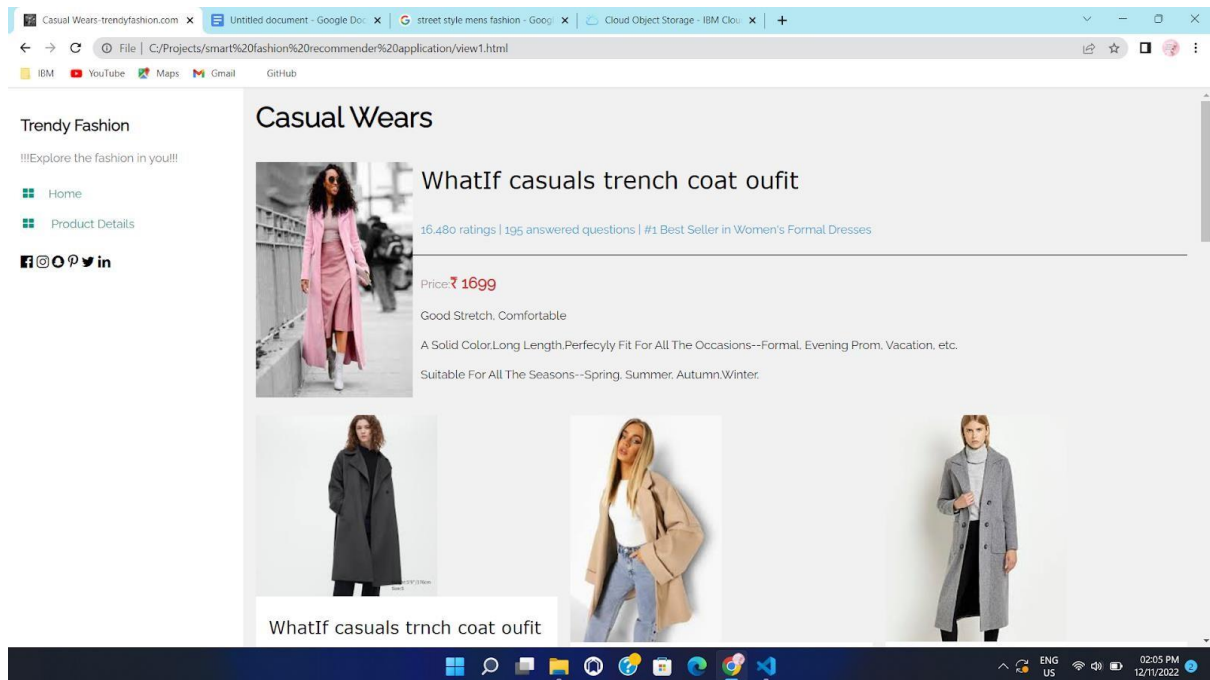 Casual Wears-trendyfashion.com
Untitled document - Google Doc
street style mens fashion - Googl
Cloud Object Storage - IBM Clou
File | C:/Projects/smart%20fashion%20recommender%20application/view1.html
IBM
YouTube
Maps
Gmail
GitHub
Trendy Fashion
!!!Explore the fashion in you!!!
Home
Product Details
Casual Wears
WhatIf casuals trench coat oufit
16,480 ratings | 195 answered questions | #1 Best Seller in Women's Formal Dresses
Price:₹ 1699
Good Stretch, Comfortable
A Solid Color,Long Length,Perfecyly Fit For All The Occasions--Formal, Evening Prom, Vacation, etc.
Suitable For All The Seasons--Spring, Summer, Autumn,Winter.
WhatIf casuals trnch coat oufit
ENG
US
02:05 PM
12/11/2022
2